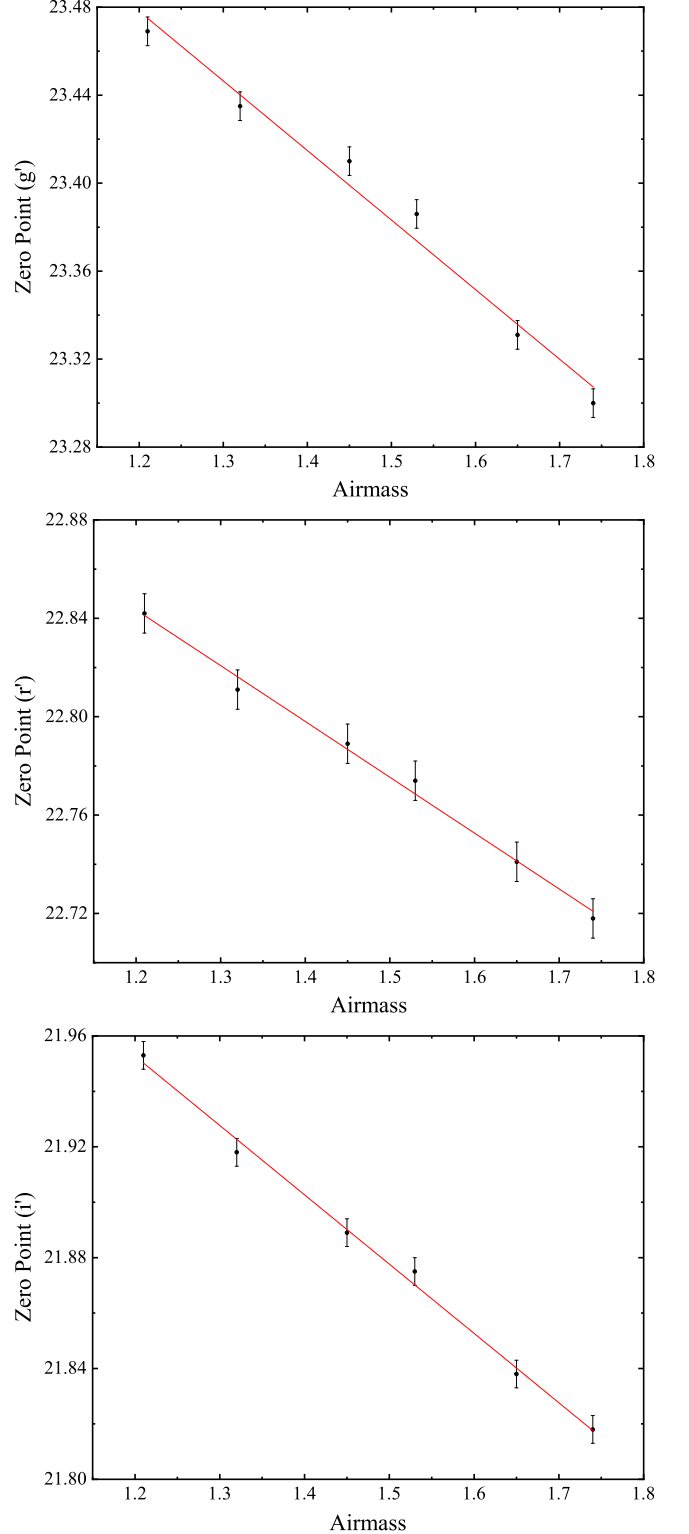 23.48
23.44
23.40
23.36
23.32
23.28
Zero Point (g')
1.2 1.3 1.4 1.5 1.6 1.7 1.8
Airmass
22.88
22.84
22.80
22.76
22.72
Zero Point (r')
1.2 1.3 1.4 1.5 1.6 1.7 1.8
Airmass
21.96
21.92
21.88
21.84
21.80
Zero Point (i')
1.2 1.3 1.4 1.5 1.6 1.7 1.8
Airmass